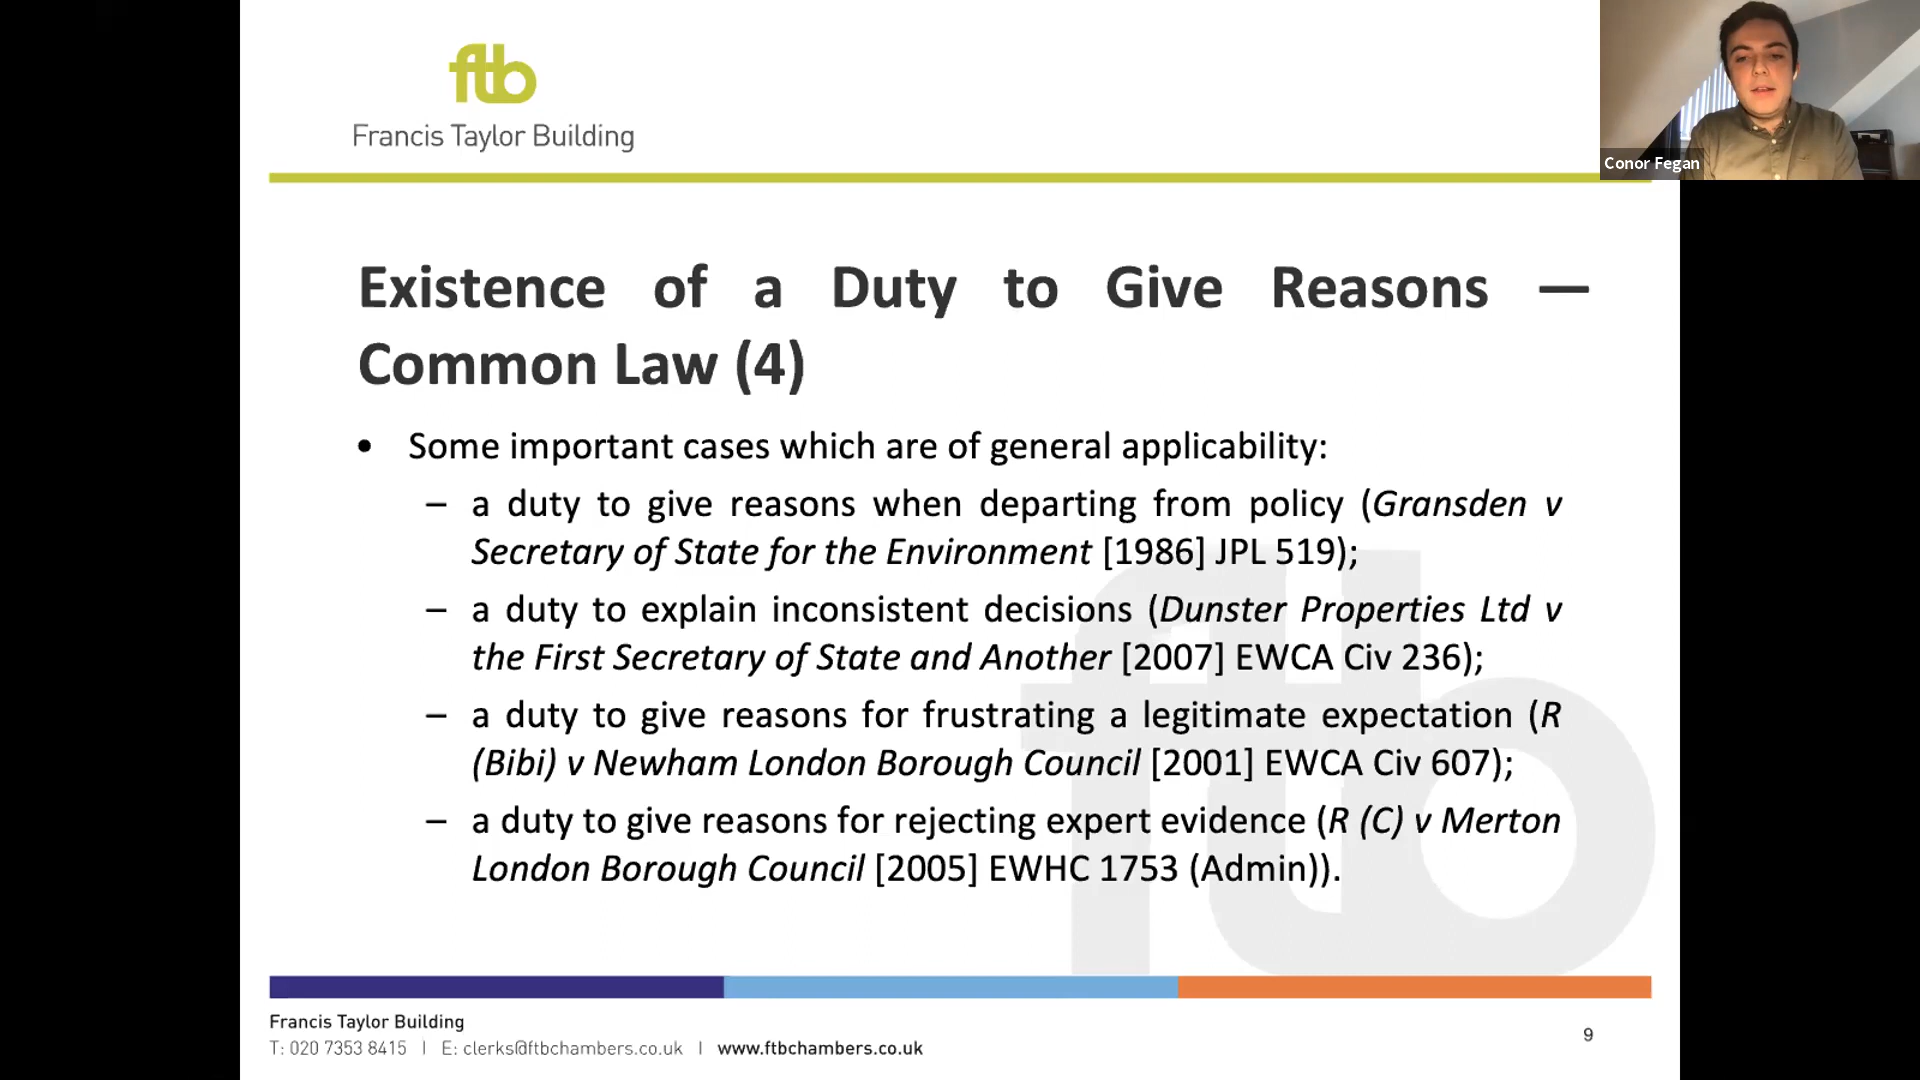 ftb
Francis Taylor Building
Conor Fegan
Existence of a Duty to Give Reasons —
Common Law (4)
• Some important cases which are of general applicability:
– a duty to give reasons when departing from policy (Gransden v
Secretary of State for the Environment [1986] JPL 519);
– a duty to explain inconsistent decisions (Dunster Properties Ltd v
the First Secretary of State and Another [2007] EWCA Civ 236);
– a duty to give reasons for frustrating a legitimate expectation (R
(Bibi) v Newham London Borough Council [2001] EWCA Civ 607);
– a duty to give reasons for rejecting expert evidence (R (C) v Merton
London Borough Council [2005] EWHC 1753 (Admin)).
ftb
Francis Taylor Building
T: 020 7353 8415 | E: clerks@ftbchambers.co.uk | www.ftbchambers.co.uk
9